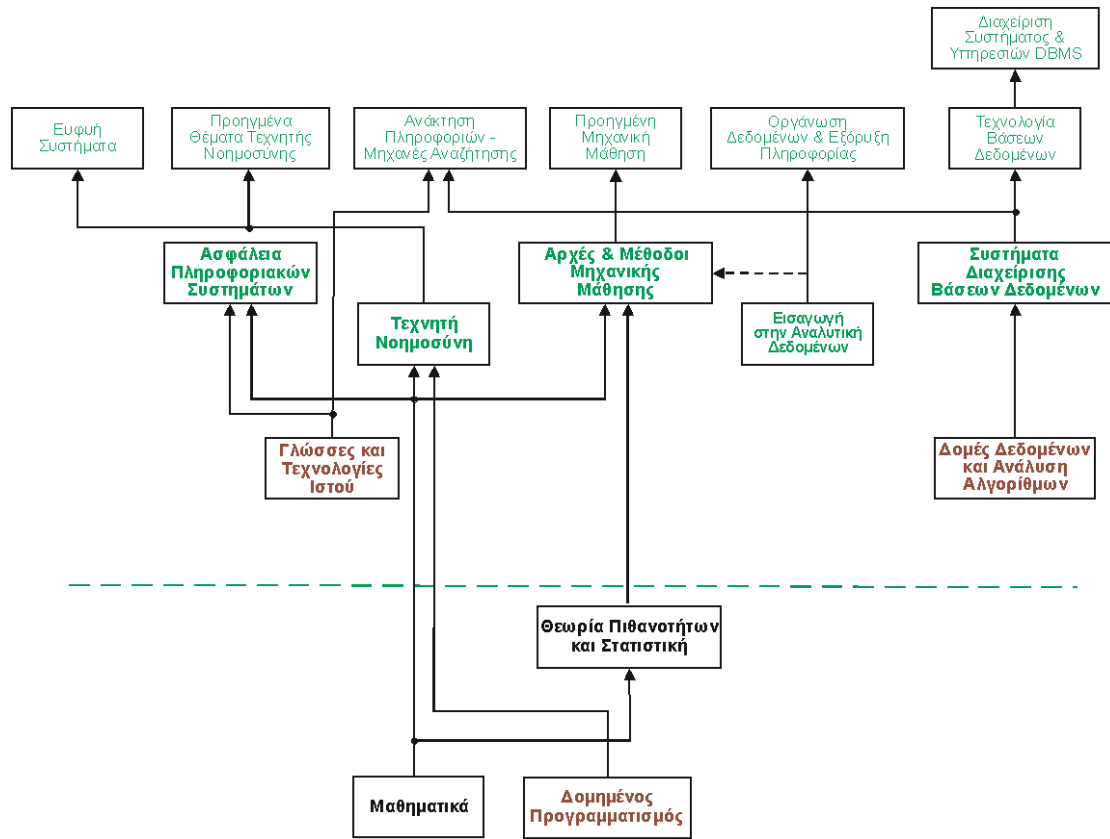 Διαχείριση
Συστήματος &
Υπηρεσιών DBMS
Ευφυή
Συστήματα
Προηγμένα
Θέματα Τεχνητής
Νοημοσύνης
Ανάκτηση
Πληροφοριών -
Μηχανές Αναζήτησης
Προηγμένη
Μηχανική
Μάθηση
Οργάνωση
Δεδομένων & Εξόρυξη
Πληροφορίας
Τεχνολογία
Βάσεων
Δεδομένων
Ασφάλεια
Πληροφοριακών
Συστημάτων
Αρχές & Μέθοδοι
Μηχανικής
Μάθησης
Συστήματα
Διαχείρισης
Βάσεων Δεδομένων
Τεχνητή
Νοημοσύνη
Εισαγωγή
στην Αναλυτική
Δεδομένων
Γλώσσες και
Τεχνολογίες
Ιστού
Δομές Δεδομένων
και Ανάλυση
Αλγορίθμων
Θεωρία Πιθανοτήτων
και Στατιστική
Μαθηματικά
Δομημένος
Προγραμματισμός